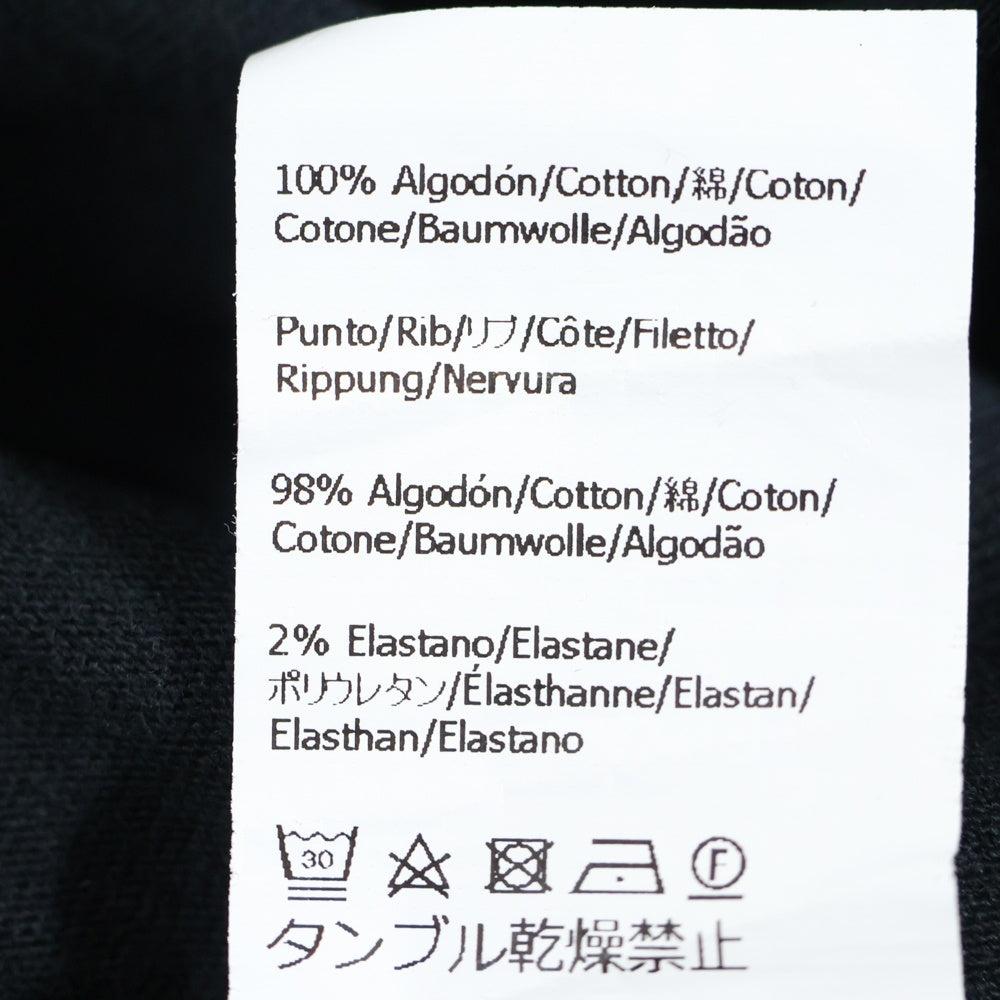 100% Algodón/Cotton/綿/Coton/
Cotone/Baumwolle/Algodão
Punto/Rib/リブ/Côte/Filetto/
Rippung/Nervura
98% Algodón/Cotton/綿/Coton/
Cotone/Baumwolle/Algodão
2% Elastano/Elastane/
ポリウレタン/Élasthanne/Elastan/
Elasthan/Elastano
30 F
タンブル乾燥禁止